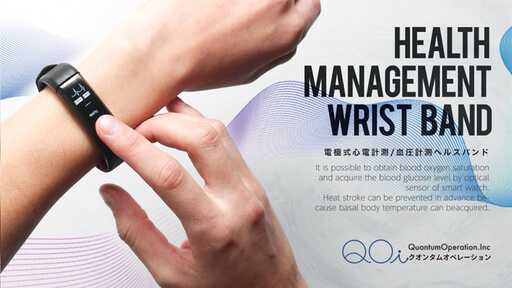 HEALTH
MANAGEMENT
WRIST BAND
電極式心電計測/血圧計測ヘルスバンド
It is possible to obtain blood oxygen saturation
and acquire the blood glucose level by optical
sensor of smart watch.
Heat stroke can be prevented in advance be-
cause basal body temperature can beacquired.
QOi
QuantumOperation.Inc
クオンタムオペレーション